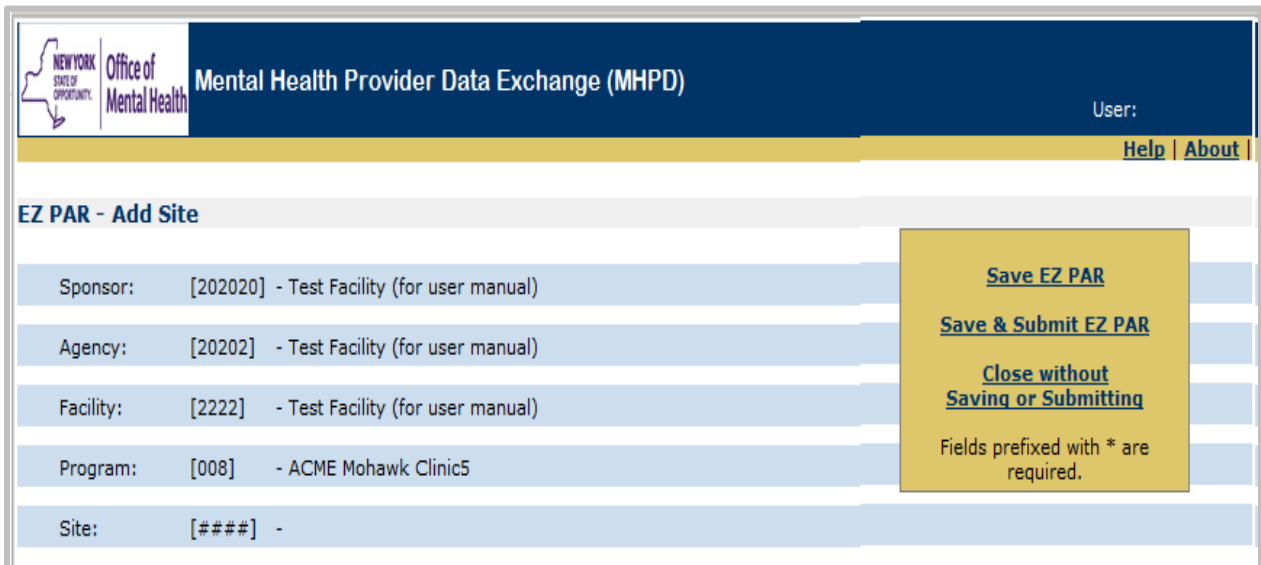 NEW YORK
STATE OF
OPPORTUNITY.
Office of
Mental Health
Mental Health Provider Data Exchange (MHPD)
User:
Help | About |
EZ PAR - Add Site
Sponsor: [202020] - Test Facility (for user manual)
Agency: [20202] - Test Facility (for user manual)
Facility: [2222] - Test Facility (for user manual)
Program: [008] - ACME Mohawk Clinic5
Site: [####] -
Save EZ PAR
Save & Submit EZ PAR
Close without
Saving or Submitting
Fields prefixed with * are
required.